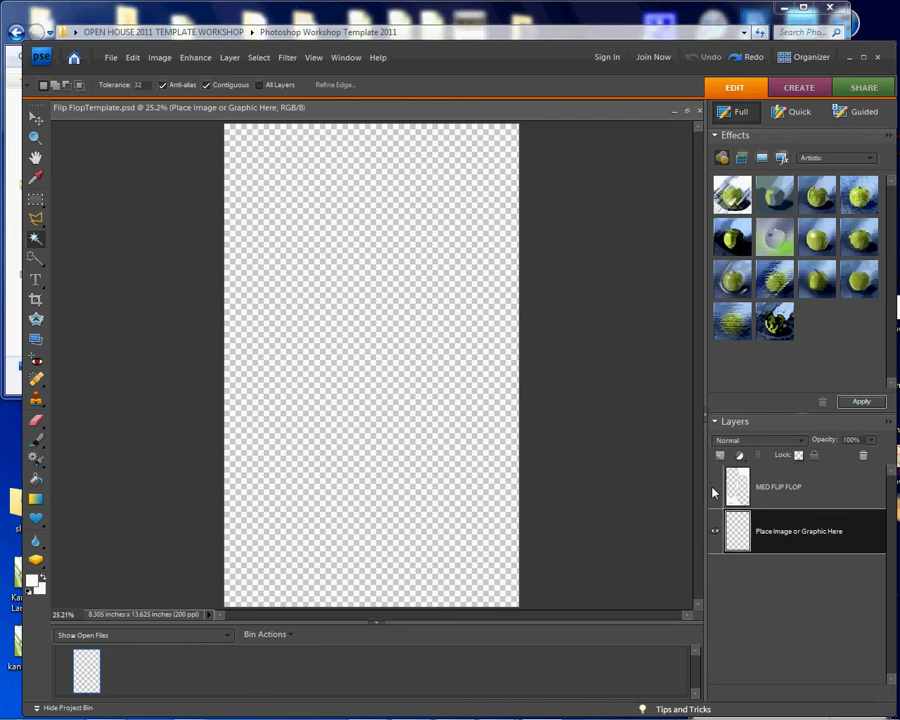 OPEN HOUSE 2011 TEMPLATE WORKSHOP Photoshop Workshop Template 2011
Search Pho...
pse File Edit Image Enhance Layer Select Filter View Window Help Sign In Join Now Undo Redo Organizer
Tolerance: 32 Anti-alias Contiguous All Layers Refine Edge...
EDIT CREATE SHARE
Flip FlopTemplate.psd @ 25.2% (Place Image or Graphic Here, RGB/8)
Full Quick Guided
Effects
Artistic
T
Apply
Layers
Normal Opacity: 100%
Lock:
MED FLIP FLOP
Place Image or Graphic Here
25.21% 8.305 inches x 13.625 inches (200 ppi)
Show Open Files Bin Actions
Hide Project Bin Tips and Tricks